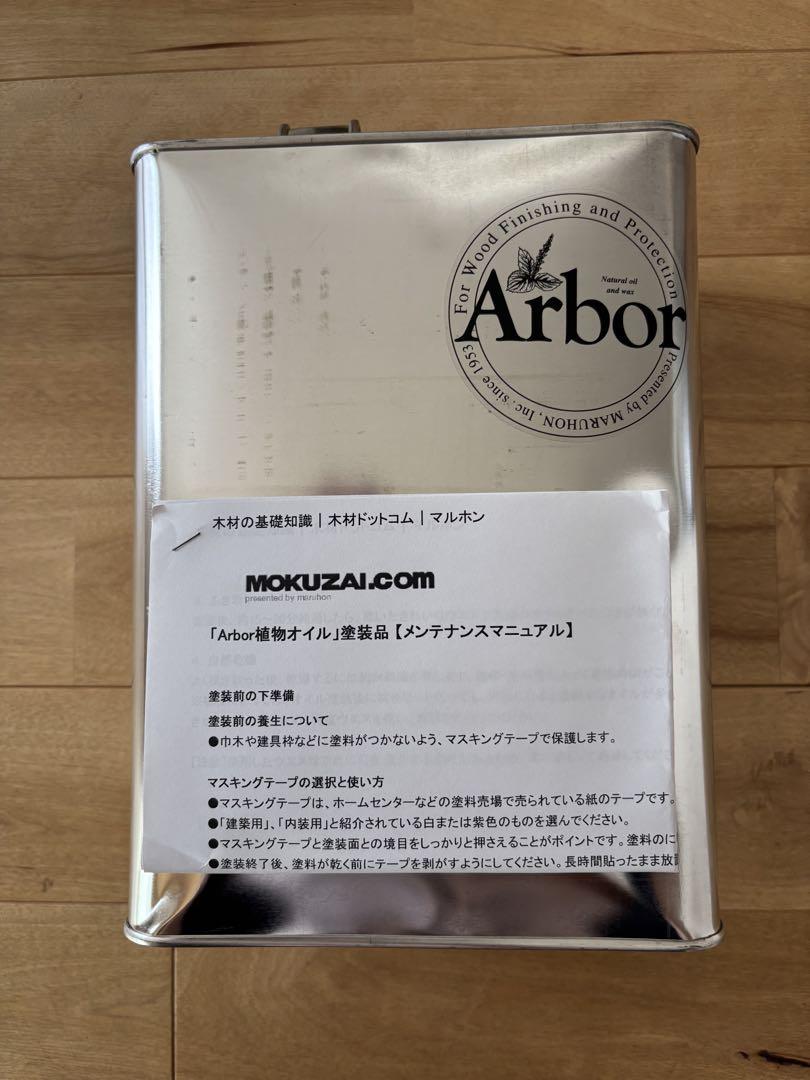 For Wood Finishing and Protection
Natural oil
and wax
Arbor
Presented by MARUHON, Inc. since 1953
木材の基礎知識｜木材ドットコム｜マルホン
MOKUZAI.com
presented by maruhon
「Arbor植物オイル」塗装品【メンテナンスマニュアル】
塗装前の下準備
塗装前の養生について
●巾木や建具枠などに塗料がつかないよう、マスキングテープで保護します。
マスキングテープの選択と使い方
●マスキングテープは、ホームセンターなどの塗料売場で売られている紙のテープです。
●「建築用」、「内装用」と紹介されている白または紫色のものを選んでください。
●マスキングテープと塗装面との境目をしっかりと押さえることがポイントです。塗料のに
●塗装終了後、塗料が乾く前にテープを剥がすようにしてください。長時間貼ったまま放